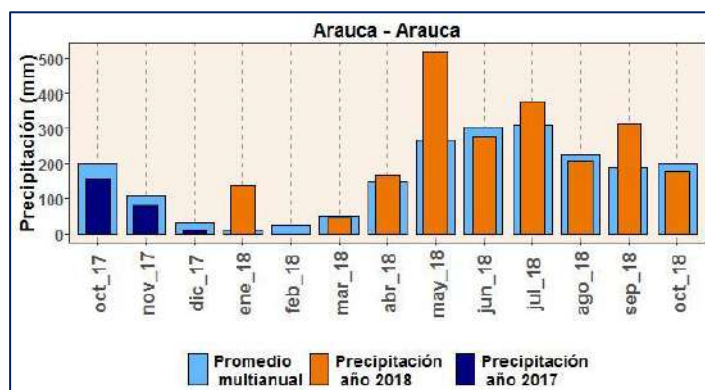 Arauca - Arauca
Precipitación (mm)
500
400
300
200
100
0
oct_17
nov_17
dic_17
ene_18
feb_18
mar_18
abr_18
may_18
jun_18
jul_18
ago_18
sep_18
oct_18
Promedio
multianual
Precipitación
año 2018
Precipitación
año 2017